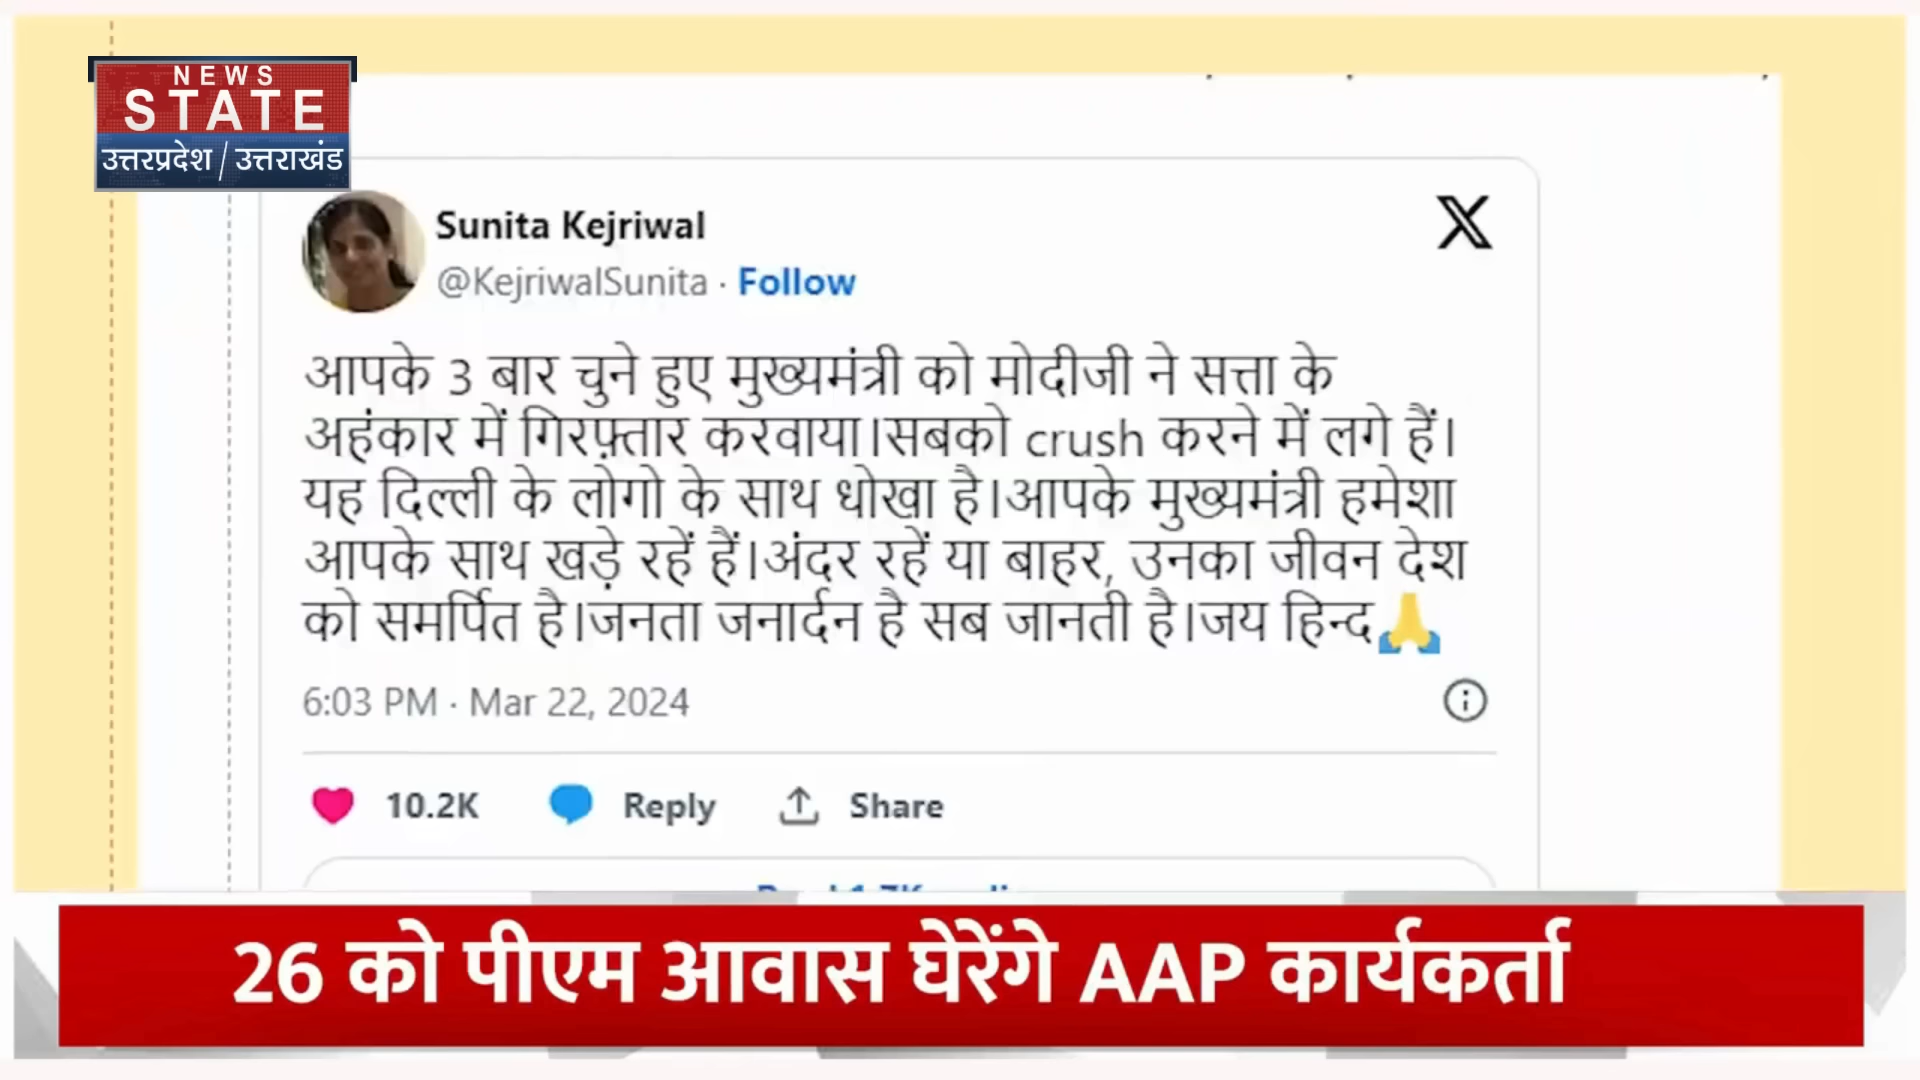 NEWS
STATE
उत्तरप्रदेश / उत्तराखंड
Sunita Kejriwal
@KejriwalSunita · Follow
आपके 3 बार चुने हुए मुख्यमंत्री को मोदीजी ने सत्ता के
अहंकार में गिरफ़्तार करवाया।सबको crush करने में लगे हैं।
यह दिल्ली के लोगो के साथ धोखा है।आपके मुख्यमंत्री हमेशा
आपके साथ खड़े रहें हैं।अंदर रहें या बाहर, उनका जीवन देश
को समर्पित है।जनता जनार्दन है सब जानती है।जय हिन्द🙏
6:03 PM · Mar 22, 2024
10.2K Reply Share
26 को पीएम आवास घेरेंगे AAP कार्यकर्ता